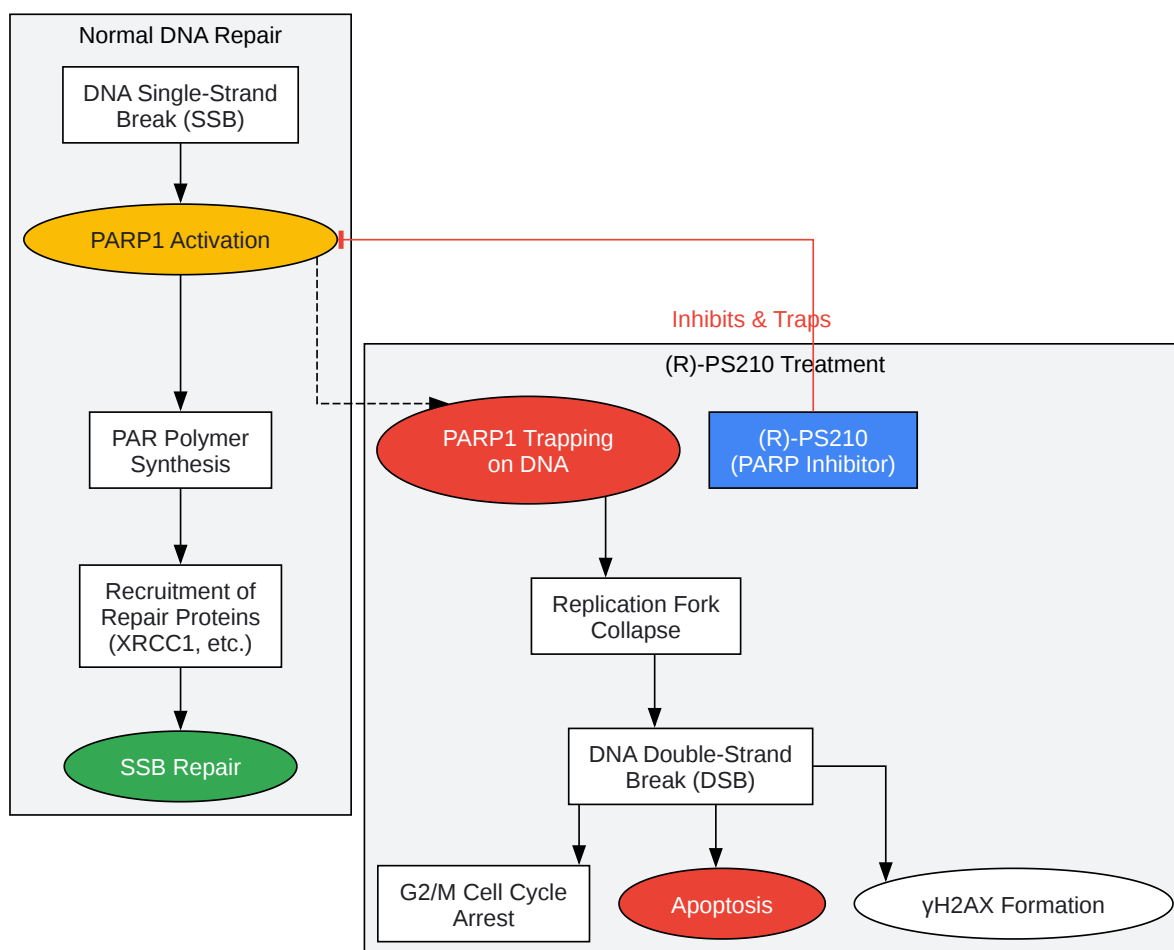 Normal DNA Repair
DNA Single-Strand
Break (SSB)
PARP1 Activation
PAR Polymer
Synthesis
Recruitment of
Repair Proteins
(XRCC1, etc.)
SSB Repair
Inhibits & Traps
(R)-PS210 Treatment
PARP1 Trapping
on DNA
(R)-PS210
(PARP Inhibitor)
Replication Fork
Collapse
DNA Double-Strand
Break (DSB)
G2/M Cell Cycle
Arrest
Apoptosis
γH2AX Formation